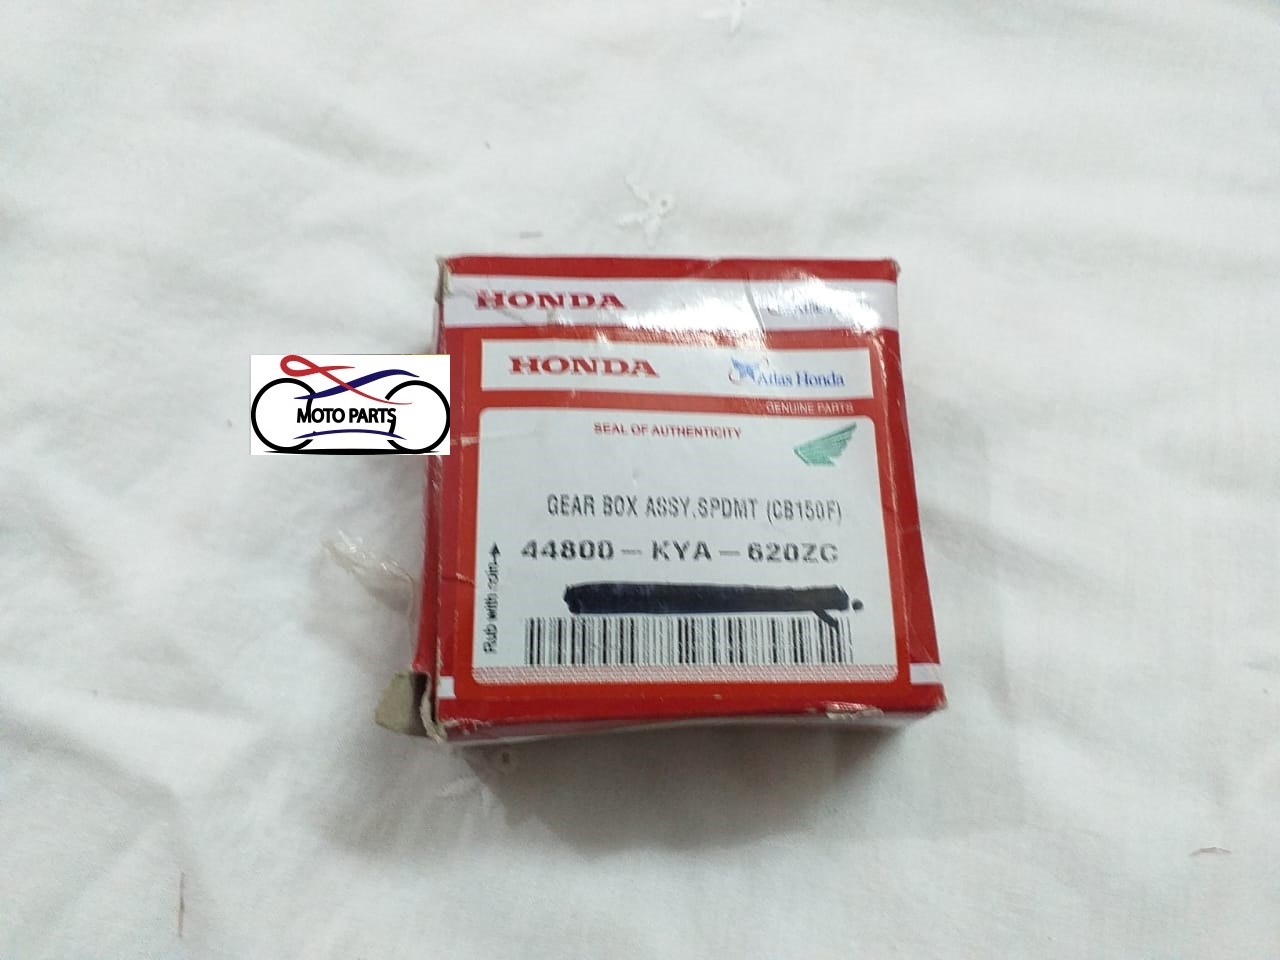 HONDA
HONDA
Atlas Honda
GENUINE PARTS
SEAL OF AUTHENTICITY
MOTO PARTS
GEAR BOX ASSY.SPDMT (CB150F)
44800-KYA-620ZC
Rub with coin